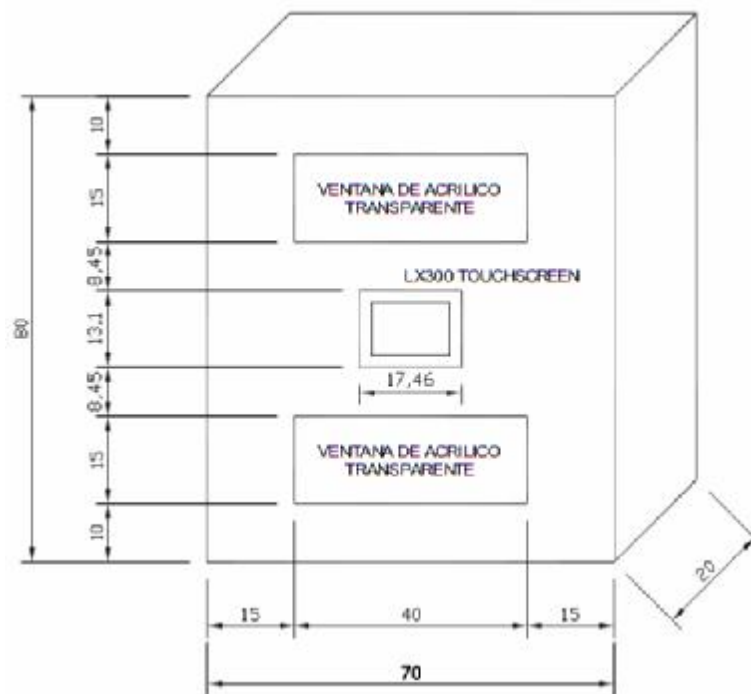 10
VENTANA DE ACRILICO
TRANSPARENTE
15
8,45
LX300 TOUCHSCREEN
80
13.1
17,46
8,45
VENTANA DE ACRILICO
TRANSPARENTE
15
10
20
15
40
15
70